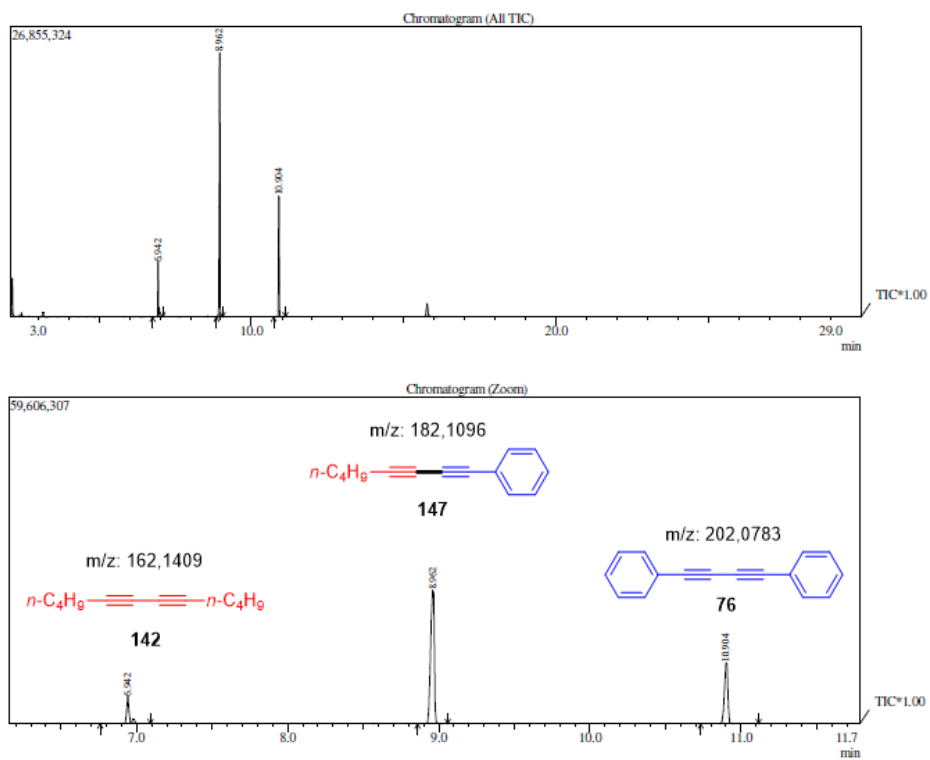 Chromatogram (All TIC)
26,855,324
8.962
10.904
6.942
TIC*1.00
3.0 10.0 20.0 29.0
min
Chromatogram (Zoom)
59,606,307
m/z: 182,1096
n-C4H9
147
m/z: 202,0783
m/z: 162,1409
76
n-C4H9 n-C4H9
142
8.962
10.904
6.942
TIC*1.00
7.0 8.0 9.0 10.0 11.0 11.7
min